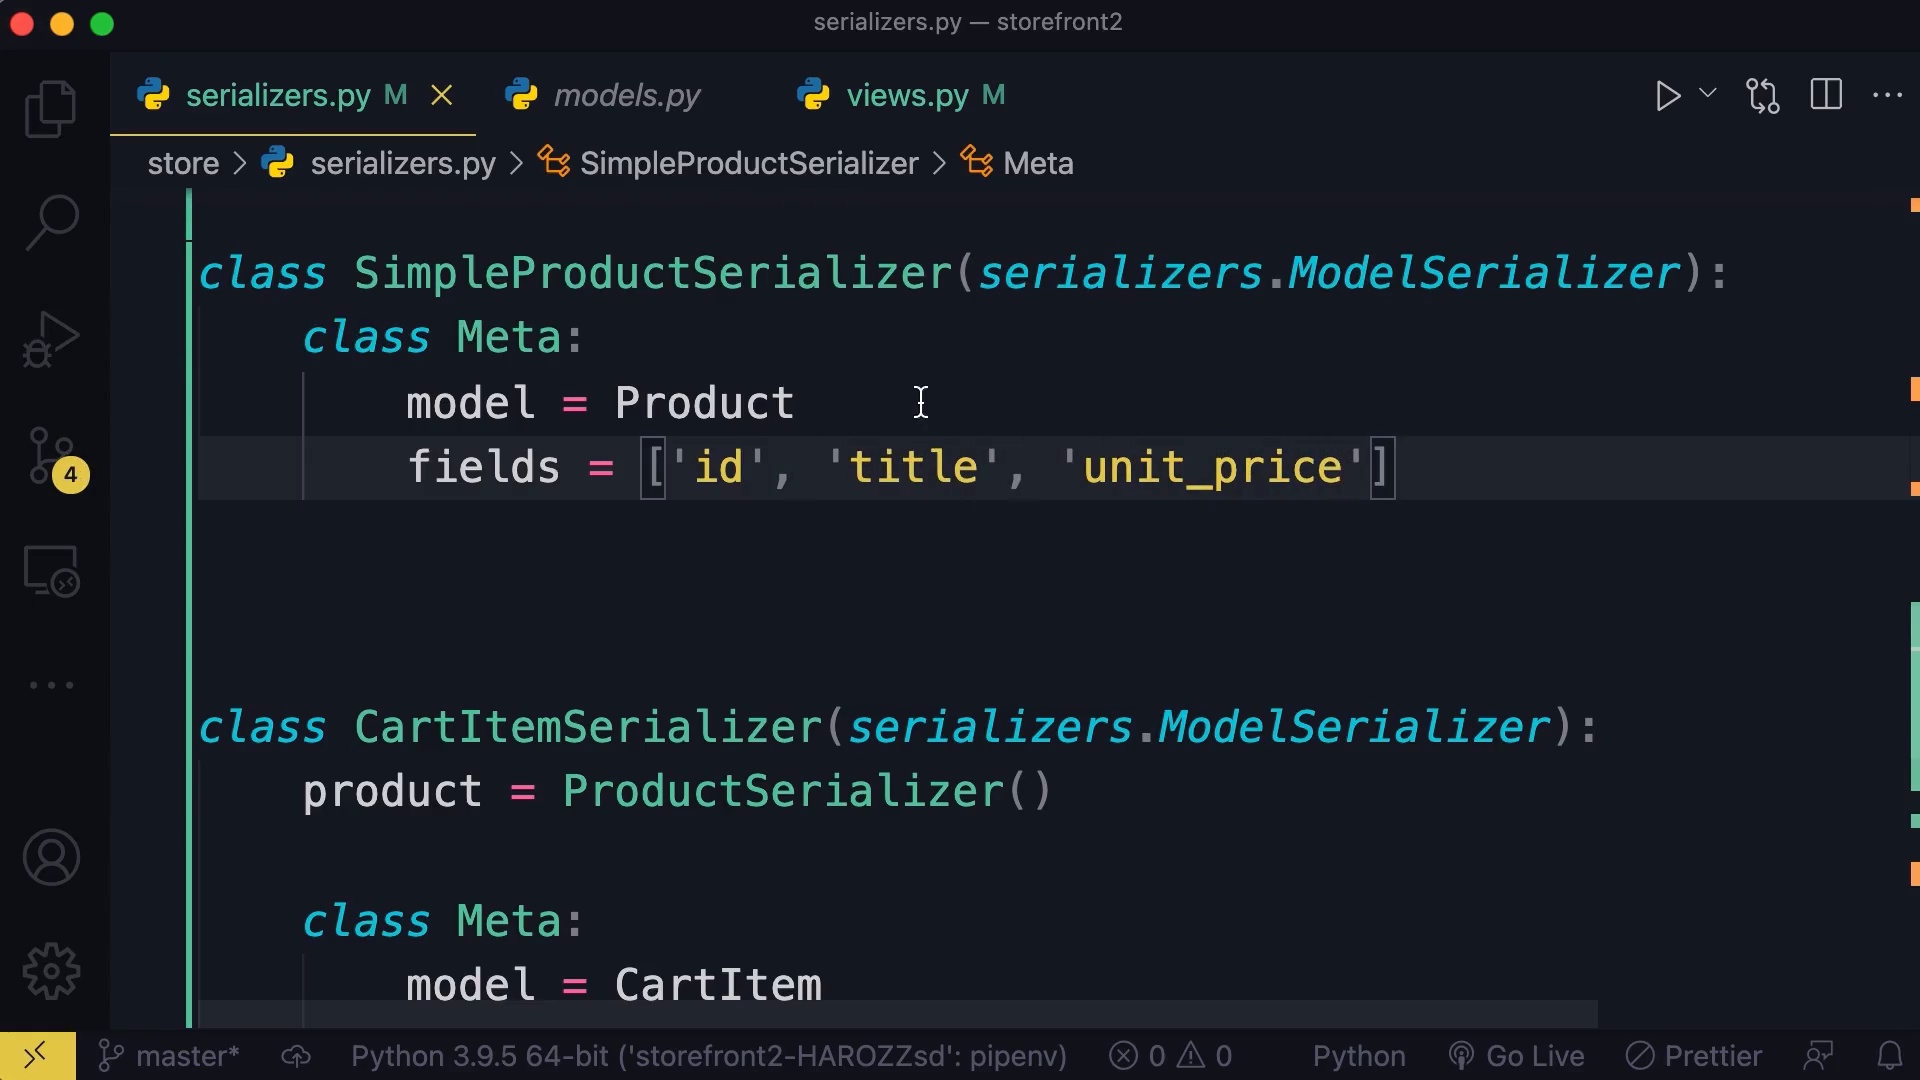 serializers.py — storefront2
serializers.py M models.py views.py M
store > serializers.py > SimpleProductSerializer > Meta
class SimpleProductSerializer(serializers.ModelSerializer):
class Meta:
model = Product
fields = ['id', 'title', 'unit_price']
class CartItemSerializer(serializers.ModelSerializer):
product = ProductSerializer()
class Meta:
model = CartItem
4
master* Python 3.9.5 64-bit ('storefront2-HAROZZsd': pipenv) 0 0 Python Go Live Prettier